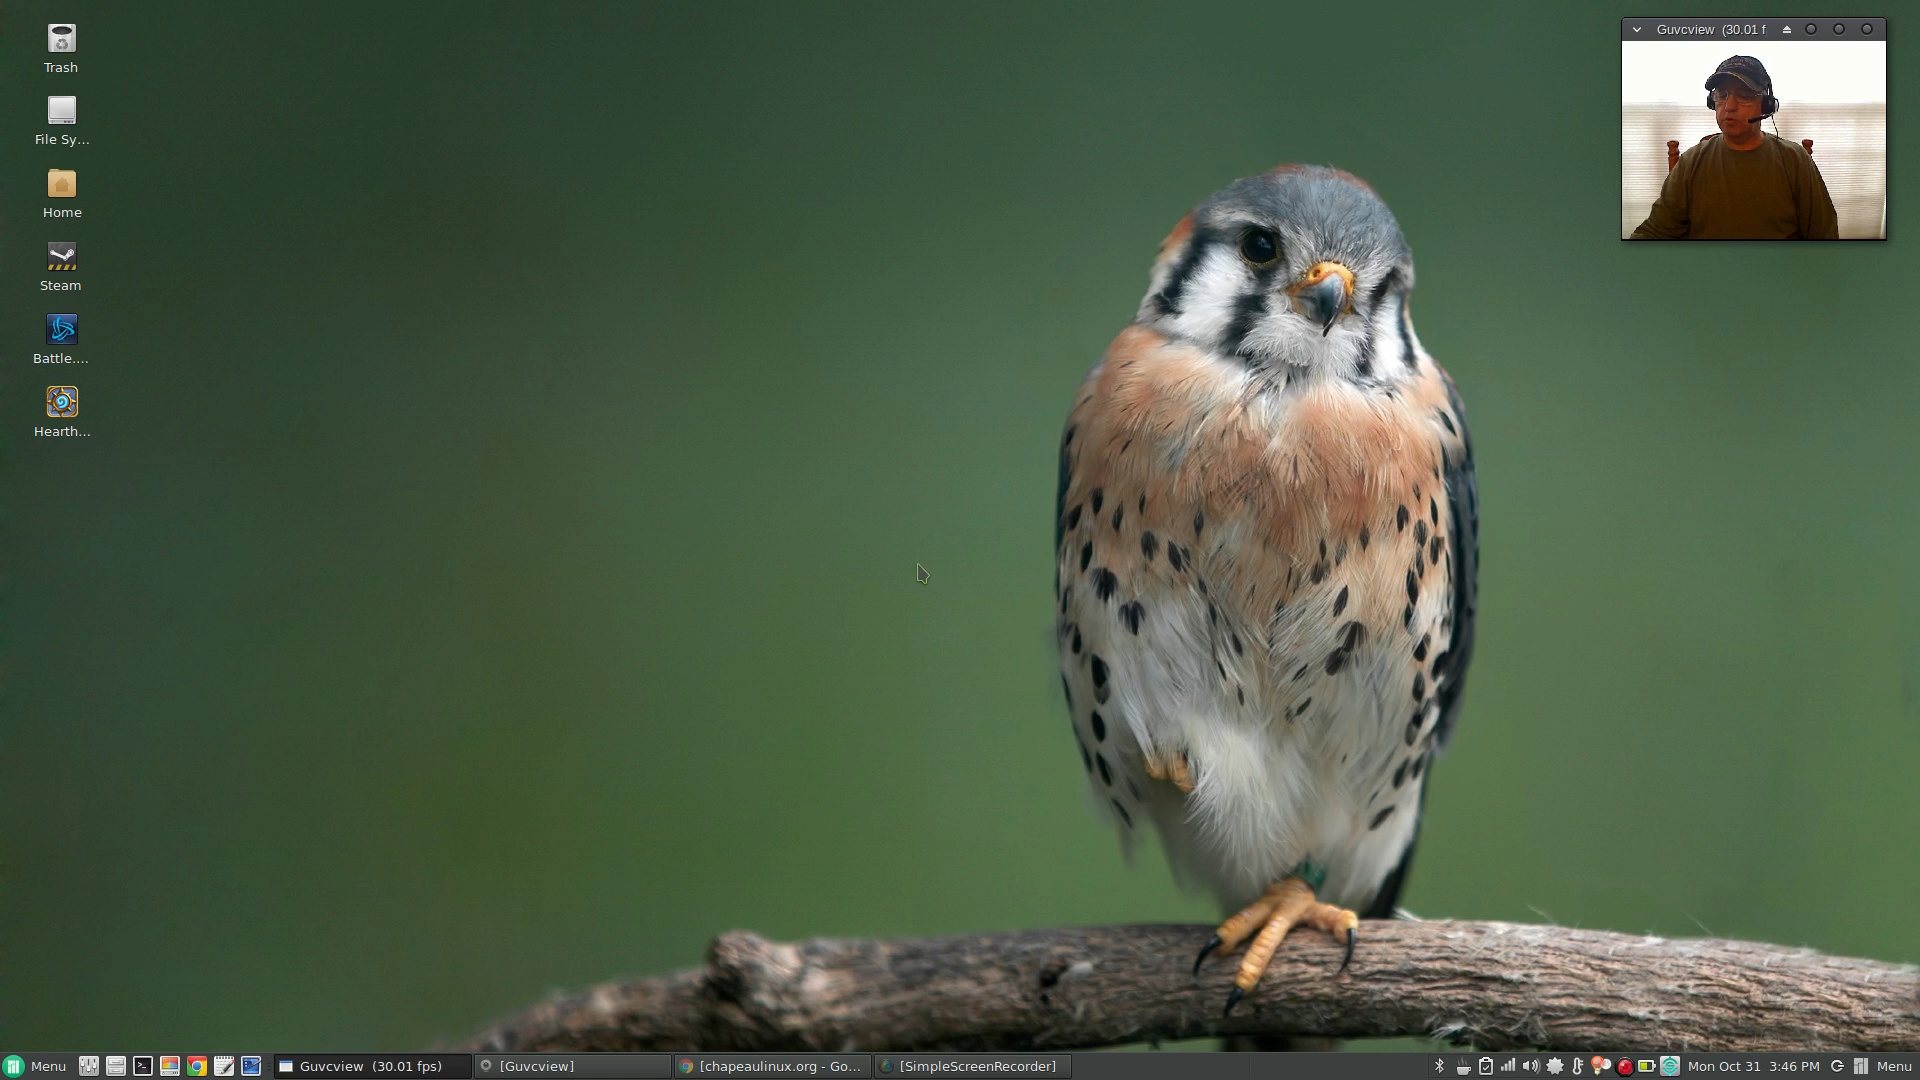 Trash
File Sy...
Home
Steam
Battle....
Hearth...
Guvcview (30.01 f
Menu
Guvcview (30.01 fps)
[Guvcview]
[chapeaulinux.org - Go...
[SimpleScreenRecorder]
Mon Oct 31 3:46 PM
Menu